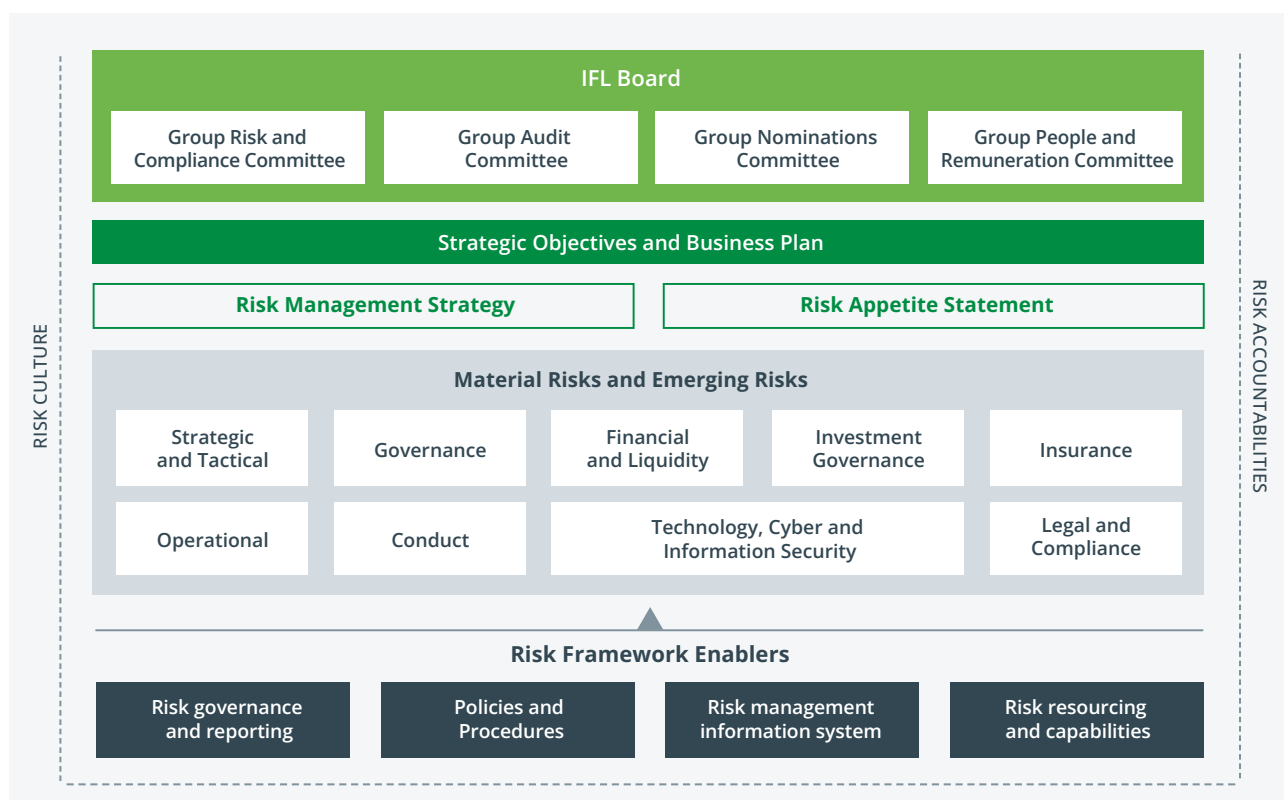 IFL Board
Group Risk and
Compliance Committee
Group Audit
Committee
Group Nominations
Committee
Group People and
Remuneration Committee
Strategic Objectives and Business Plan
Risk Management Strategy
Risk Appetite Statement
RISK CULTURE
RISK ACCOUNTABILITIES
Material Risks and Emerging Risks
Strategic
and Tactical
Governance
Financial
and Liquidity
Investment
Governance
Insurance
Operational
Conduct
Technology, Cyber and
Information Security
Legal and
Compliance
Risk Framework Enablers
Risk governance
and reporting
Policies and
Procedures
Risk management
information system
Risk resourcing
and capabilities